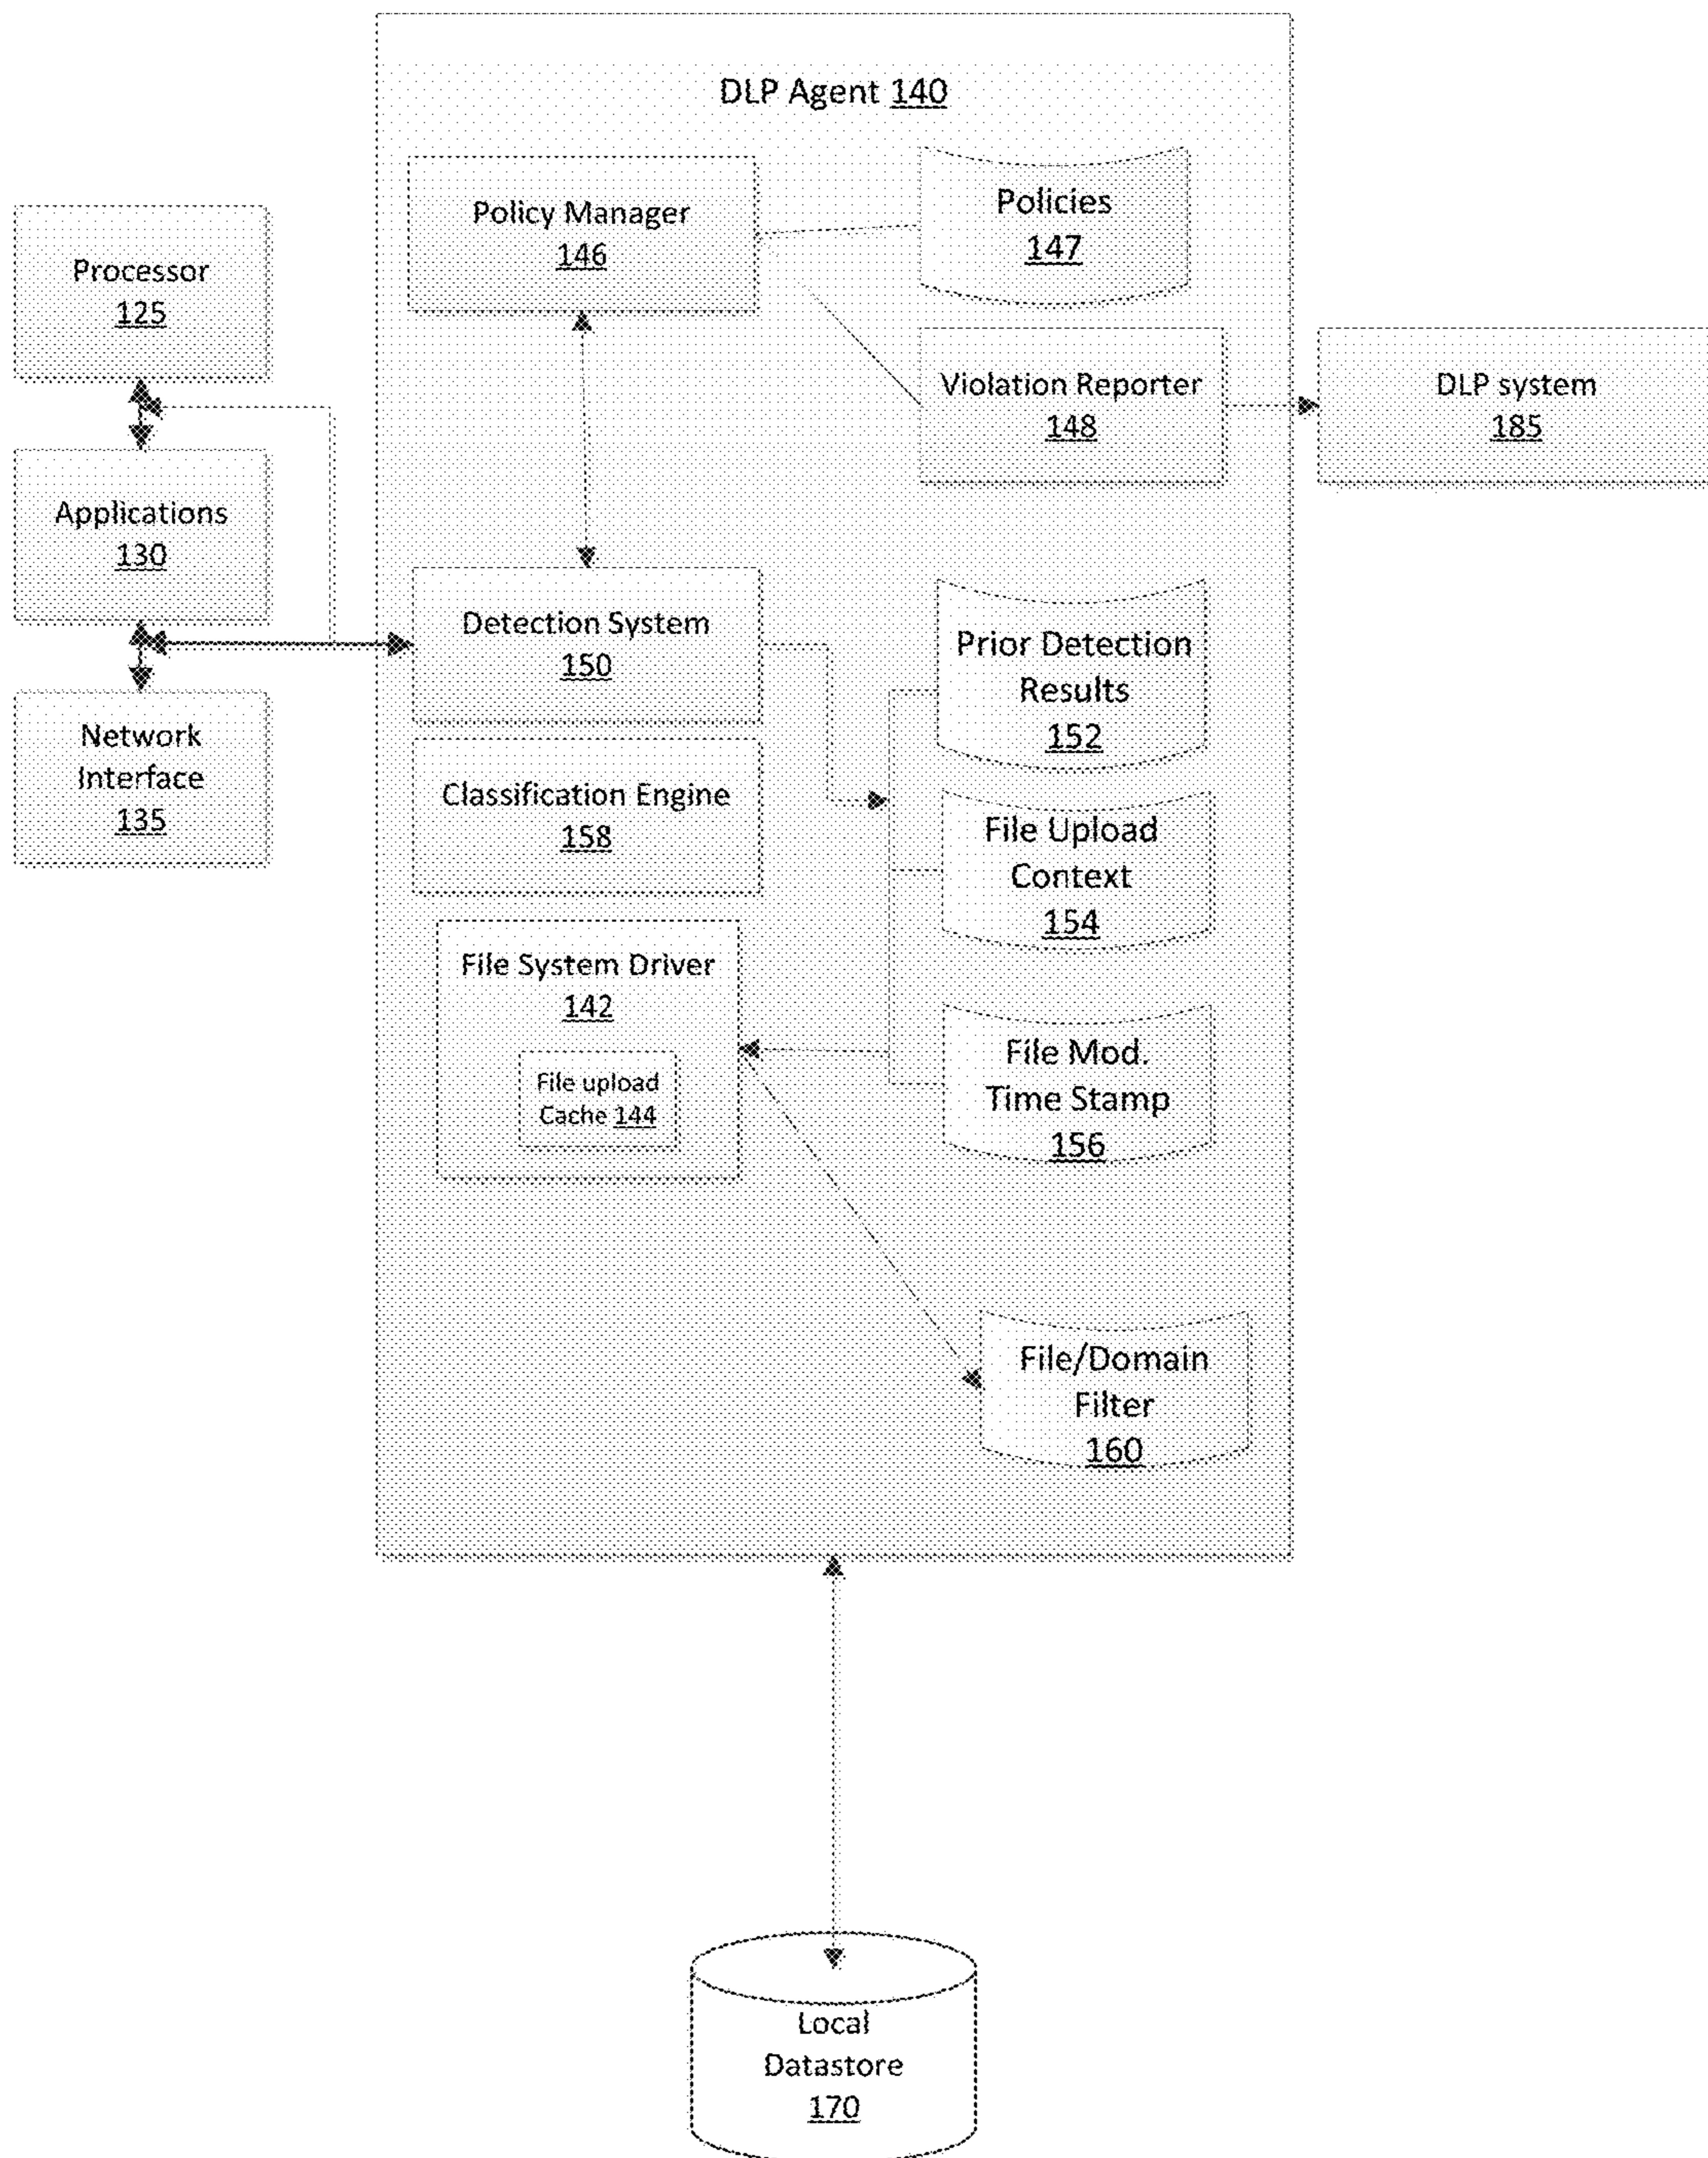 DLP Agent 140
Policy Manager
146
Policies
147
Processor
125
Violation Reporter
148
DLP system
185
Applications
130
Detection System
150
Prior Detection
Results
152
Network
Interface
135
Classification Engine
158
File Upload
Context
154
File System Driver
142
File upload
Cache 144
File Mod.
Time Stamp
156
File/Domain
Filter
160
Local
Datastore
170